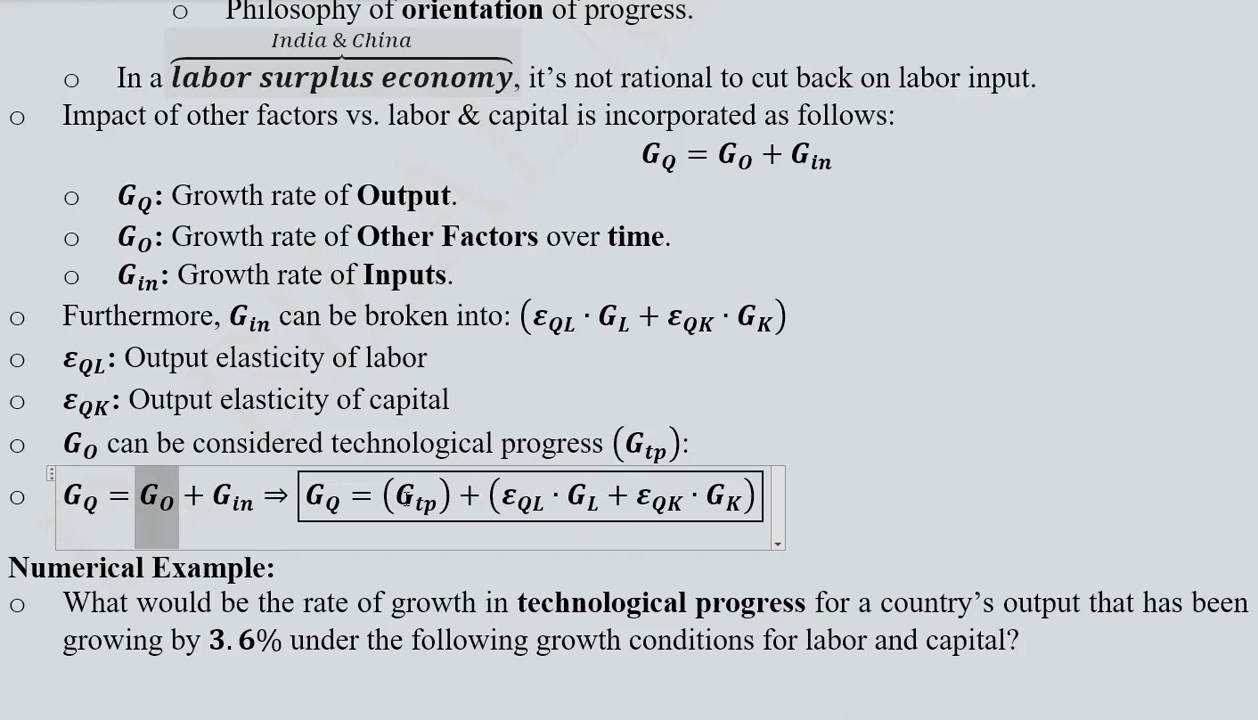 ○ Philosophy of orientation of progress.
India & China
○ In a labor surplus economy, it’s not rational to cut back on labor input.
○ Impact of other factors vs. labor & capital is incorporated as follows:
G_Q = G_O + G_in
○ G_Q: Growth rate of Output.
○ G_O: Growth rate of Other Factors over time.
○ G_in: Growth rate of Inputs.
○ Furthermore, G_in can be broken into: (ε_QL · G_L + ε_QK · G_K)
○ ε_QL: Output elasticity of labor
○ ε_QK: Output elasticity of capital
○ G_O can be considered technological progress (G_tp):
○ G_Q = G_O + G_in ⇒ G_Q = (G_tp) + (ε_QL · G_L + ε_QK · G_K)
Numerical Example:
○ What would be the rate of growth in technological progress for a country’s output that has been
growing by 3.6% under the following growth conditions for labor and capital?